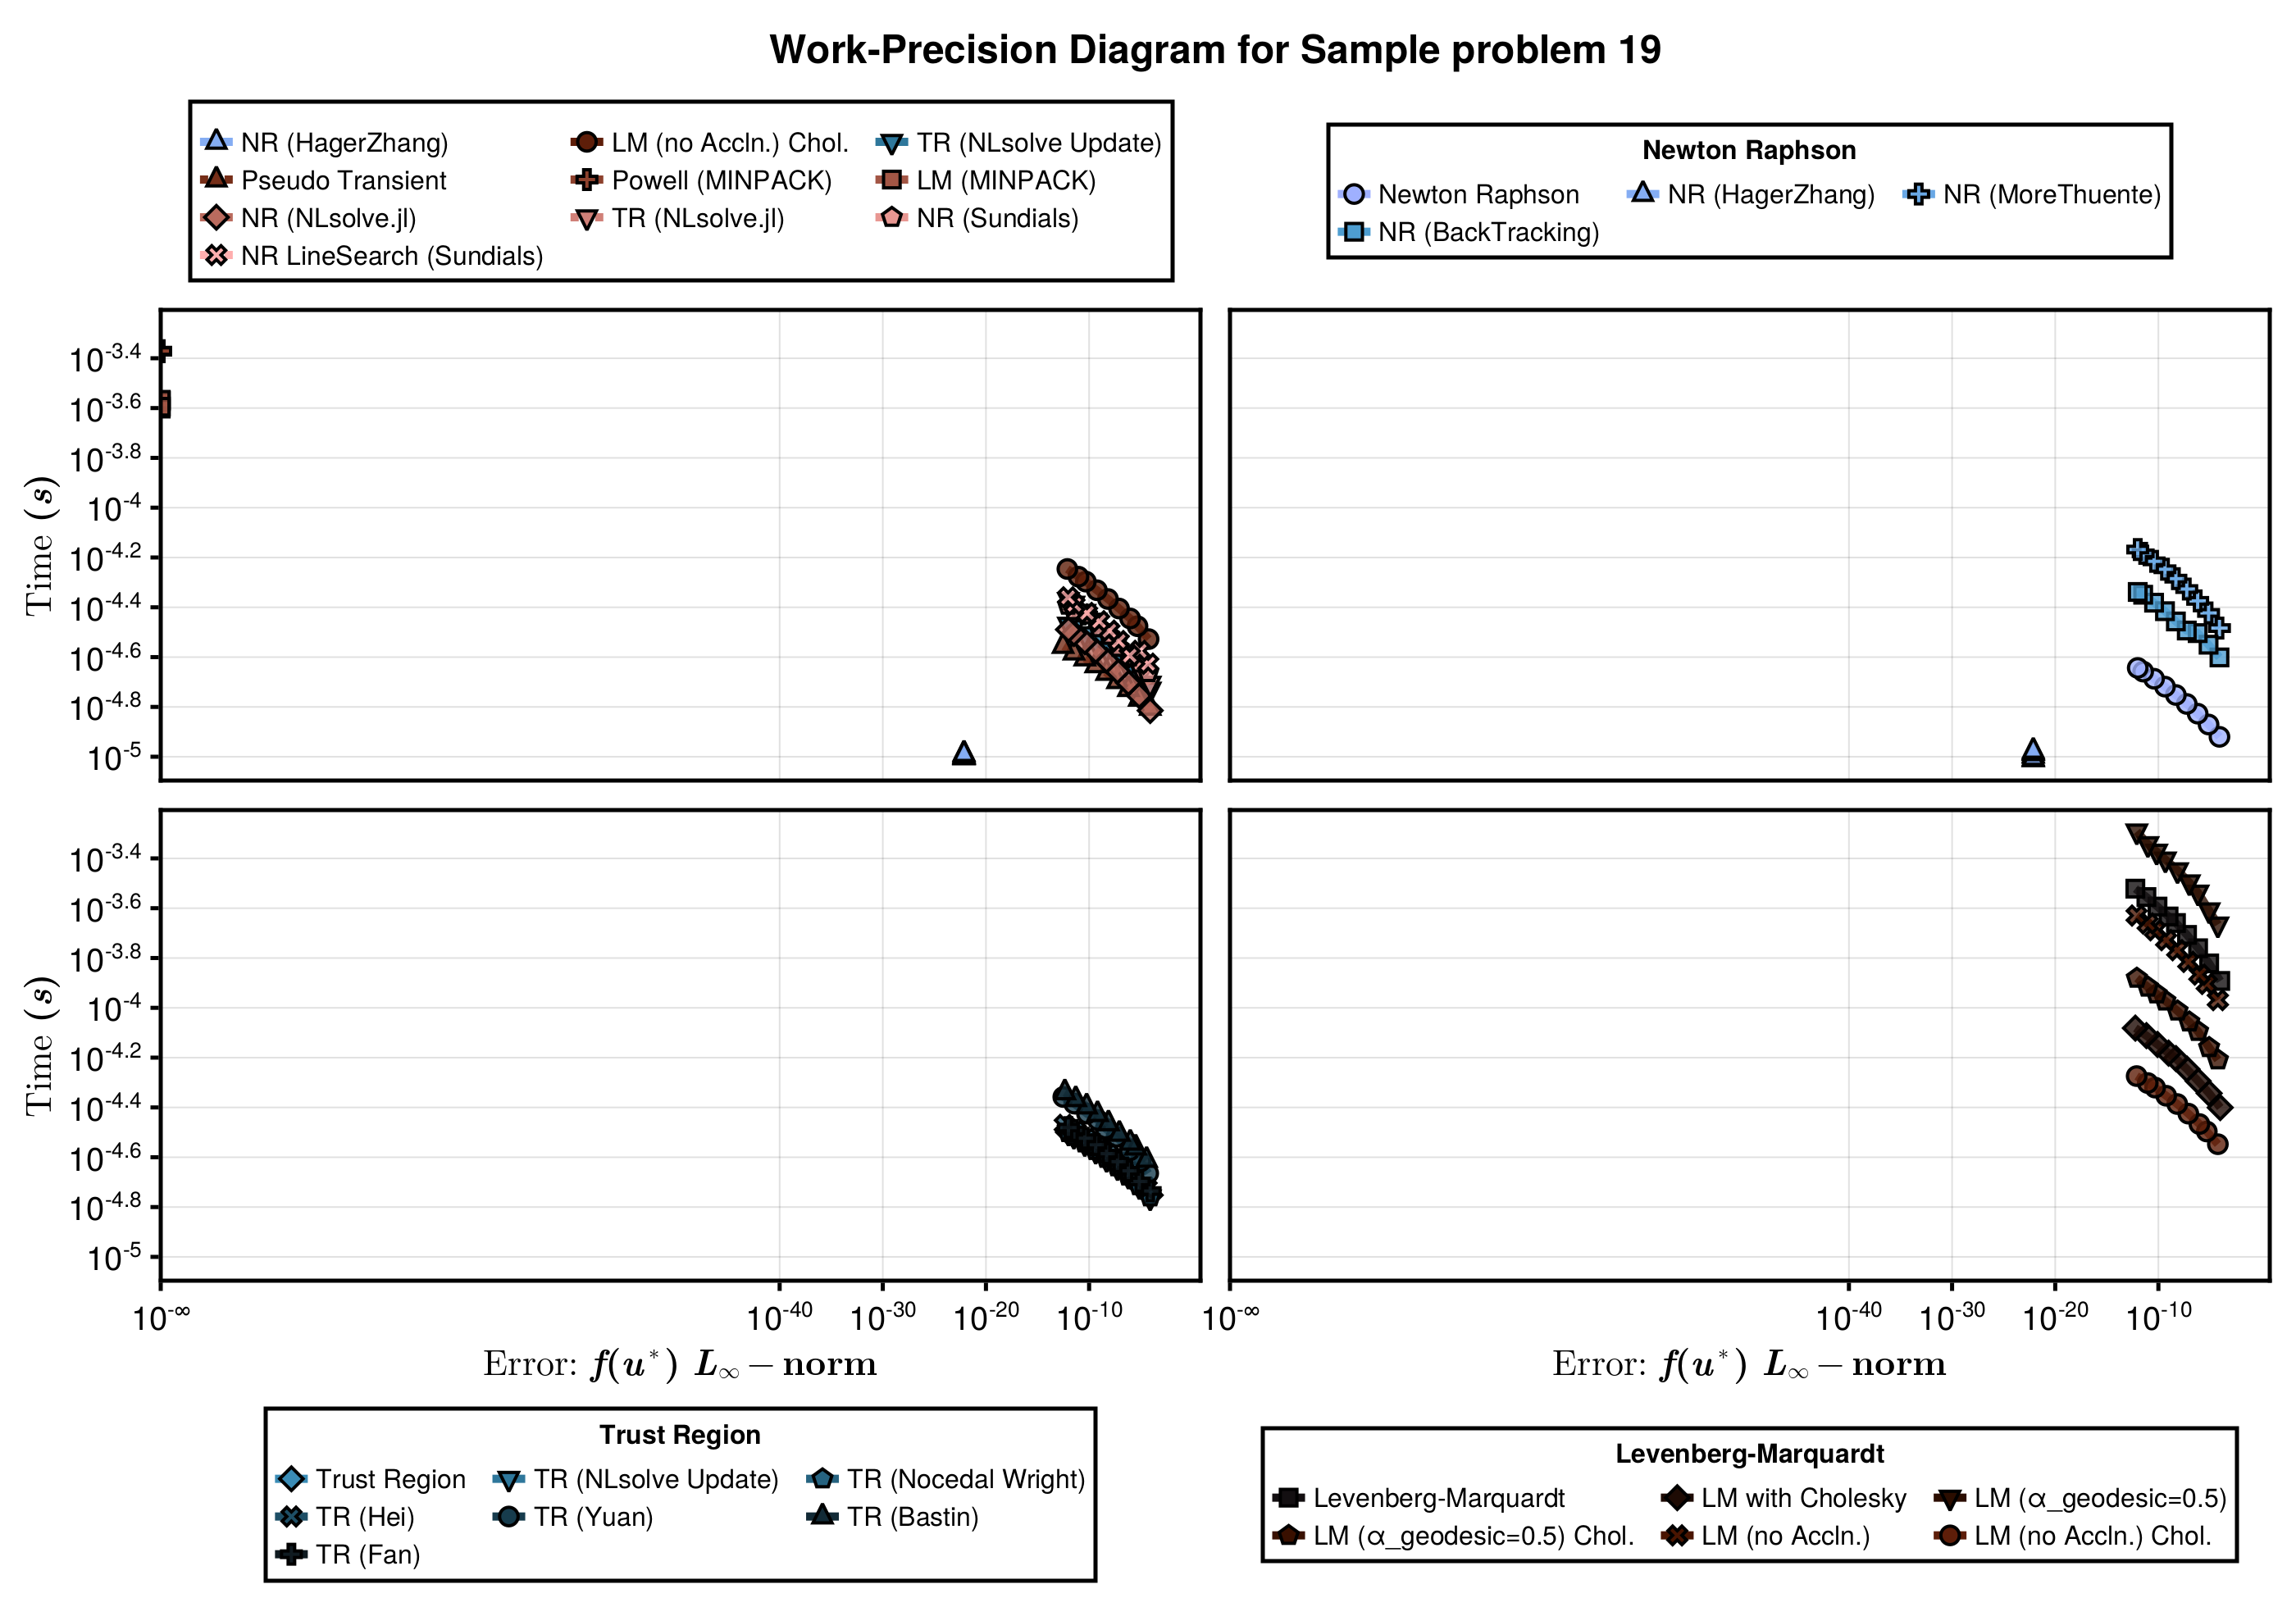 Work-Precision Diagram for Sample problem 19
NR (HagerZhang) LM (no Accln.) Chol. TR (NLsolve Update)
Pseudo Transient Powell (MINPACK) LM (MINPACK)
NR (NLsolve.jl) TR (NLsolve.jl) NR (Sundials)
NR LineSearch (Sundials)
Newton Raphson
Newton Raphson NR (HagerZhang) NR (MoreThuente)
NR (BackTracking)
Time (s)
10^-3.4
10^-3.6
10^-3.8
10^-4
10^-4.2
10^-4.4
10^-4.6
10^-4.8
10^-5
Time (s)
10^-3.4
10^-3.6
10^-3.8
10^-4
10^-4.2
10^-4.4
10^-4.6
10^-4.8
10^-5
10^-∞ 10^-40 10^-30 10^-20 10^-10
10^-∞ 10^-40 10^-30 10^-20 10^-10
Error: f(u*) L∞ − norm
Error: f(u*) L∞ − norm
Trust Region
Trust Region TR (NLsolve Update) TR (Nocedal Wright)
TR (Hei) TR (Yuan) TR (Bastin)
TR (Fan)
Levenberg-Marquardt
Levenberg-Marquardt LM with Cholesky LM (α_geodesic=0.5)
LM (α_geodesic=0.5) Chol. LM (no Accln.) LM (no Accln.) Chol.